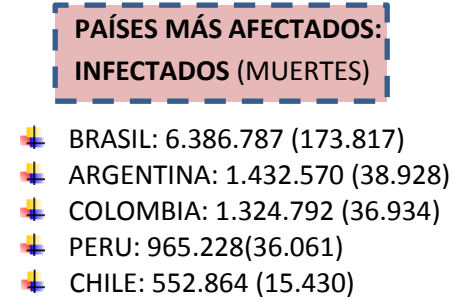 PAÍSES MÁS AFECTADOS:
INFECTADOS (MUERTES)
BRASIL: 6.386.787 (173.817)
ARGENTINA: 1.432.570 (38.928)
COLOMBIA: 1.324.792 (36.934)
PERU: 965.228(36.061)
CHILE: 552.864 (15.430)